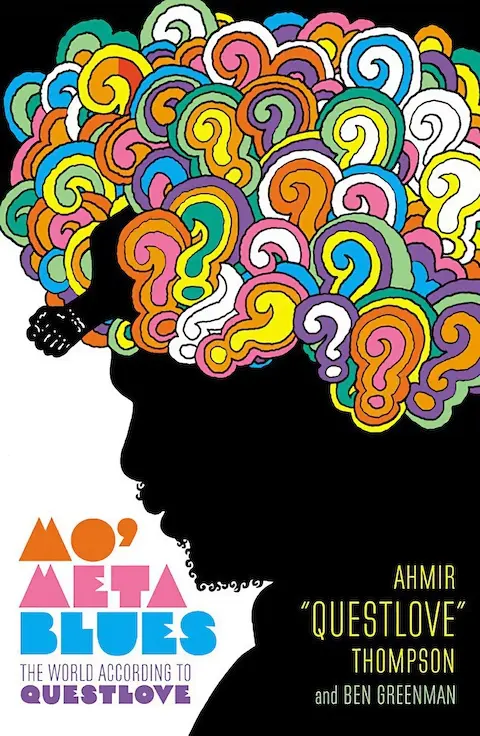 MO'
META
BLUES
THE WORLD ACCORDING TO
QUESTLOVE
AHMIR
"QUESTLOVE"
THOMPSON
and BEN GREENMAN